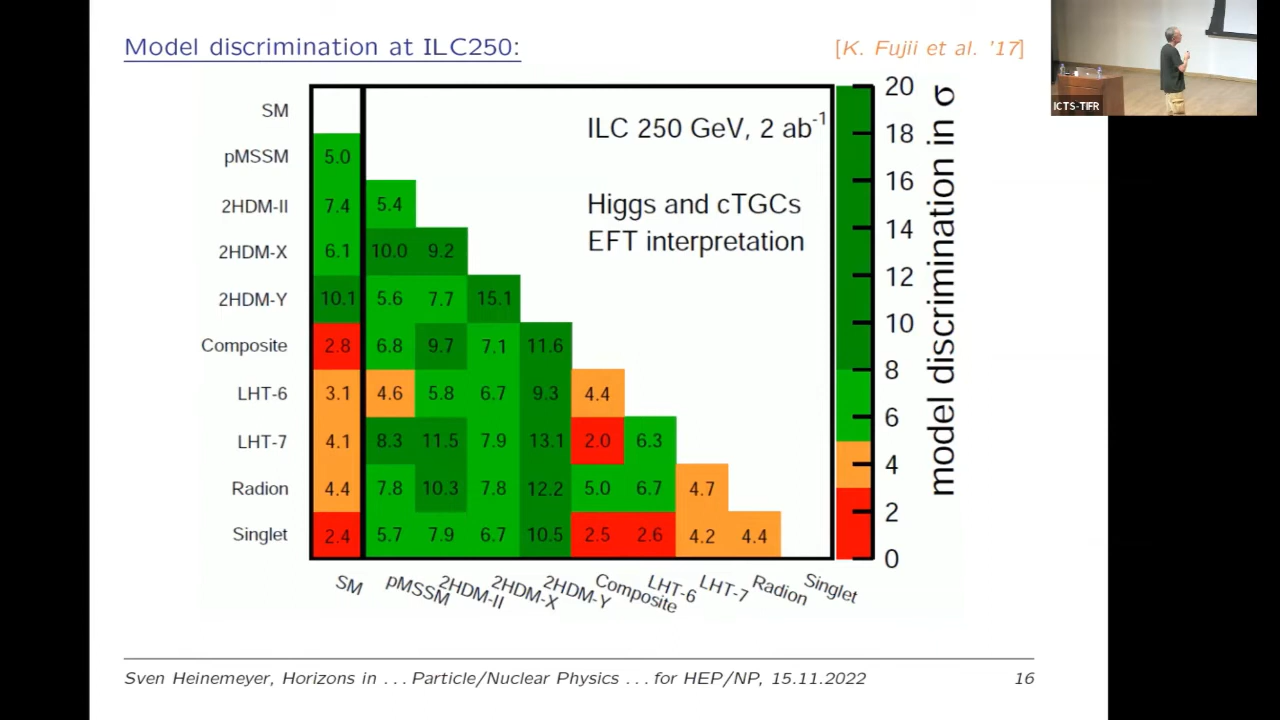 Model discrimination at ILC250:
[K. Fujii et al. '17]
ICTS-TIFR
ILC 250 GeV, 2 ab-1
Higgs and cTGCs
EFT interpretation
SM
pMSSM 5.0
2HDM-II 7.4 5.4
2HDM-X 6.1 10.0 9.2
2HDM-Y 10.1 5.6 7.7 15.1
Composite 2.8 6.8 9.7 7.1 11.6
LHT-6 3.1 4.6 5.8 6.7 9.3 4.4
LHT-7 4.1 8.3 11.5 7.9 13.1 2.0 6.3
Radion 4.4 7.8 10.3 7.8 12.2 5.0 6.7 4.7
Singlet 2.4 5.7 7.9 6.7 10.5 2.5 2.6 4.2 4.4
SM pMSSM 2HDM-II 2HDM-X 2HDM-Y Composite LHT-6 LHT-7 Radion Singlet
20
18
16
14
12
10
8
6
4
2
0
model discrimination in σ
Sven Heinemeyer, Horizons in ... Particle/Nuclear Physics ... for HEP/NP, 15.11.2022
16